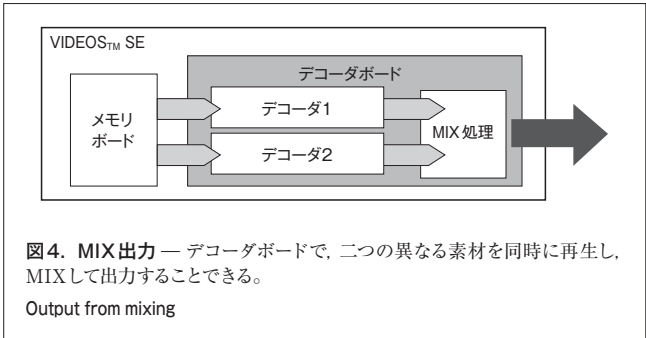 VIDEOS™ SE
デコーダボード
メモリ
ボード
デコーダ1
デコーダ2
MIX 処理
図4. MIX出力 — デコーダボードで, 二つの異なる素材を同時に再生し,
MIXして出力することできる。
Output from mixing